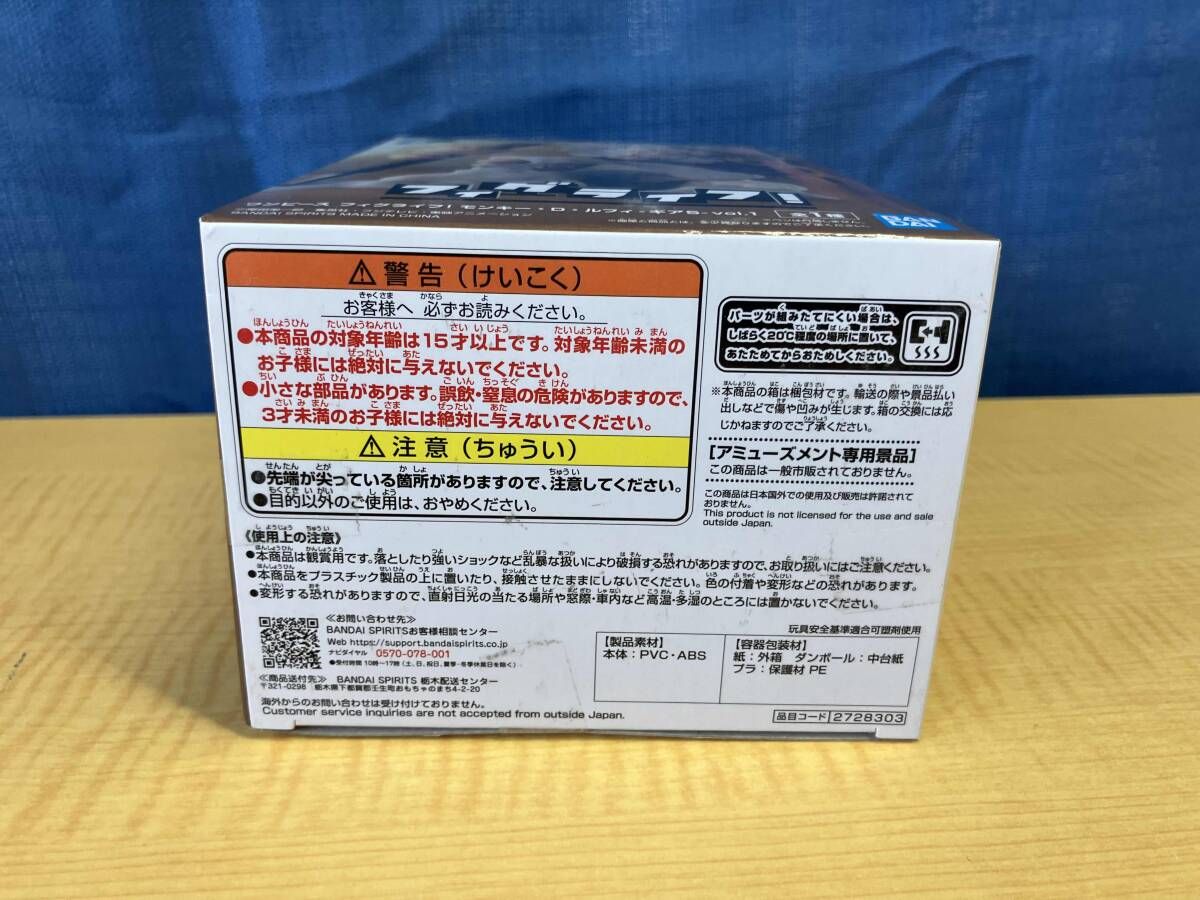 フィグライフ!
ワンピース フィグライフ! モンキー・D・ルフィ・ギア5-Vol.1
全1種
BAN
DAI
BANDAI SPIRITS MADE IN CHINA
⚠警告(けいこく)
お客様へ 必ずお読みください。
●本商品の対象年齢は15才以上です。対象年齢未満の
お子様には絶対に与えないでください。
●小さな部品があります。誤飲・窒息の危険がありますので、
3才未満のお子様には絶対に与えないでください。
⚠注意(ちゅうい)
●先端が尖っている箇所がありますので、注意してください。
●目的以外のご使用は、おやめください。
パーツが組みたてにくい場合は、
しばらく20℃程度の場所に置いて、
あたためてからおためしください。
※本商品の箱は梱包材です。輸送の際や景品払い
出しなどで傷や凹みが生じます。箱の交換には応
じかねますのでご了承ください。
[アミューズメント専用景品]
この商品は一般市販されておりません。
この商品は日本国外での使用及び販売は許諾されて
おりません。
This product is not licensed for the use and sale
outside Japan.
《使用上の注意》
●本商品は観賞用です。落としたり強いショックなど乱暴な扱いにより破損する恐れがありますので、お取り扱いにはご注意ください。
●本商品をプラスチック製品の上に置いたり、接触させたままにしないでください。色の付着や変形などの恐れがあります。
●変形する恐れがありますので、直射日光の当たる場所や窓際・車内など高温・多湿のところには置かないでください。
≪お問い合わせ先≫
BANDAI SPIRITSお客様相談センター
Web https://support.bandaispirits.co.jp
ナビダイヤル 0570-078-001
●受付時間 10時~17時(土、日、祝日、夏季・冬季休業日を除く)
≪商品送付先≫ BANDAI SPIRITS 栃木配送センター
〒321-0298 栃木県下都賀郡壬生町おもちゃのまち4-2-20
海外からのお問い合わせは受け付けておりません。
Customer service inquiries are not accepted from outside Japan.
玩具安全基準適合可塑剤使用
【製品素材】
本体:PVC・ABS
【容器包装材】
紙:外箱 ダンボール:中台紙
プラ:保護材 PE
品目コード 2728303